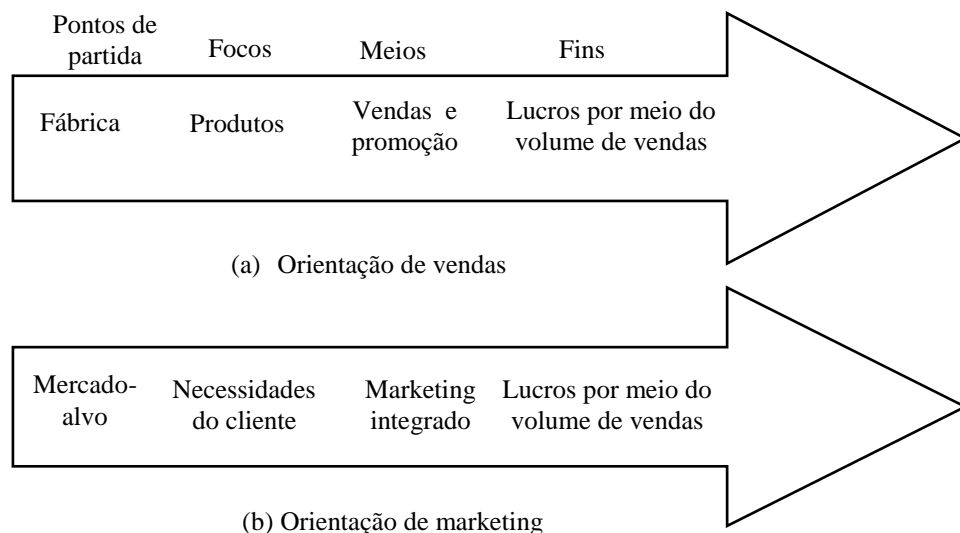 Pontos de
partida
Focos
Meios
Fins
Fábrica
Produtos
Vendas e
promoção
Lucros por meio do
volume de vendas
(a) Orientação de vendas
Mercado-
alvo
Necessidades
do cliente
Marketing
integrado
Lucros por meio do
volume de vendas
(b) Orientação de marketing